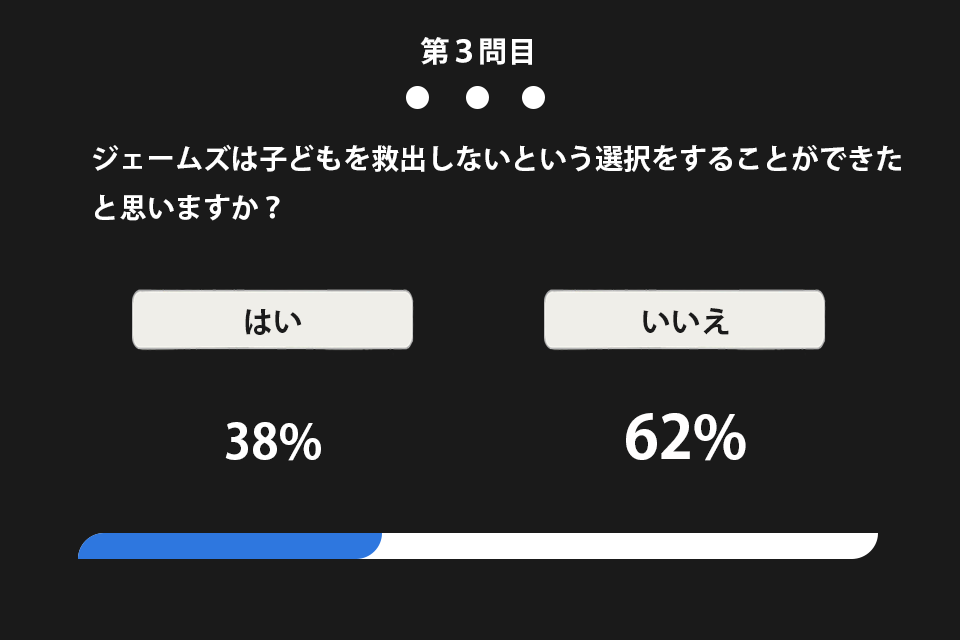 第３問目
ジェームズは子どもを救出しないという選択をすることができた
と思いますか？
はい
いいえ
38%
62%